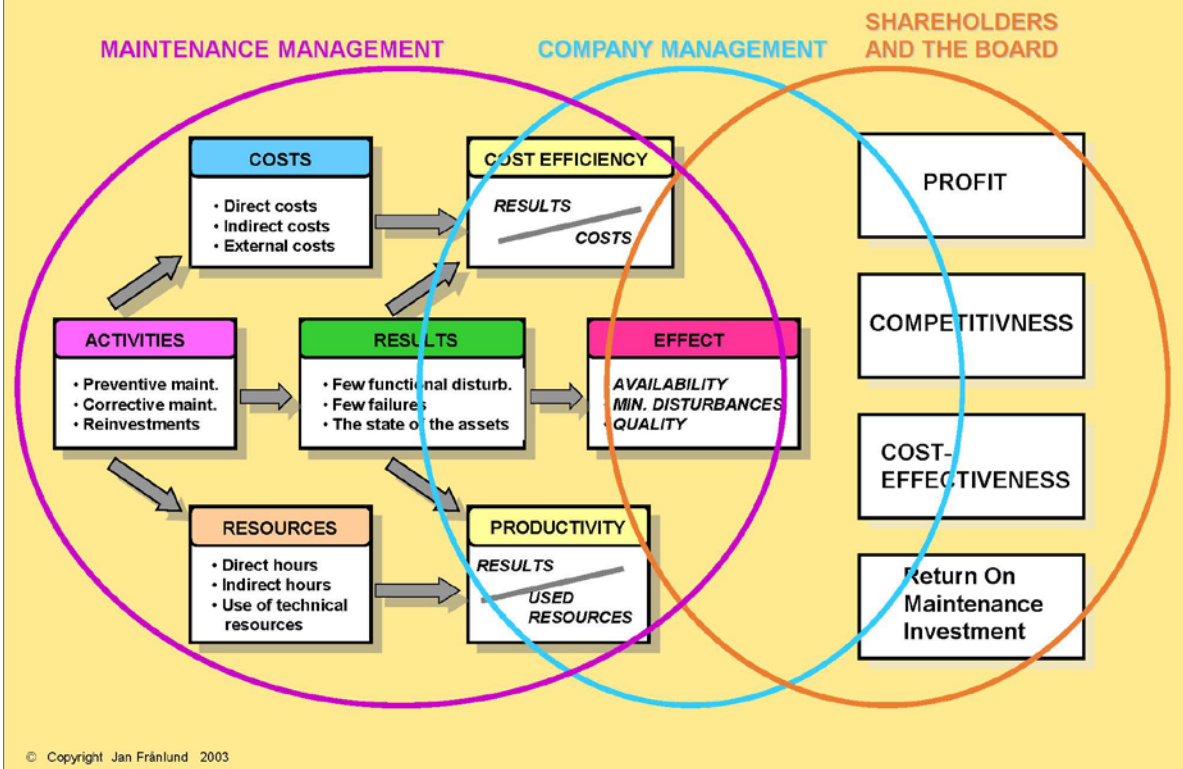 MAINTENANCE MANAGEMENT
COMPANY MANAGEMENT
SHAREHOLDERS
AND THE BOARD
COSTS
• Direct costs
• Indirect costs
• External costs
COST EFFICIENCY
RESULTS
COSTS
PROFIT
ACTIVITIES
• Preventive maint.
• Corrective maint.
• Reinvestments
RESULTS
• Few functional disturb.
• Few failures
• The state of the assets
EFFECT
• AVAILABILITY
• MIN. DISTURBANCES
• QUALITY
COMPETITIVNESS
COST-
EFFECTIVENESS
RESOURCES
• Direct hours
• Indirect hours
• Use of technical
resources
PRODUCTIVITY
RESULTS
USED
RESOURCES
Return On
Maintenance
Investment
© Copyright Jan Frånlund 2003